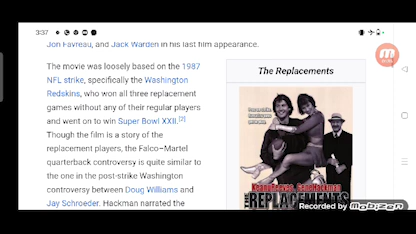 3:37
Jon Favreau, and Jack Warden in his last film appearance.
The movie was loosely based on the 1987
NFL strike, specifically the Washington
Redskins, who won all three replacement
games without any of their regular players
and went on to win Super Bowl XXII.[2]
Though the film is a story of the
replacement players, the Falco–Martel
quarterback controversy is quite similar to
the one in the post-strike Washington
controversy between Doug Williams and
Jay Schroeder. Hackman narrated the
The Replacements
THE REPLACEMENTS
Recorded by mobizen